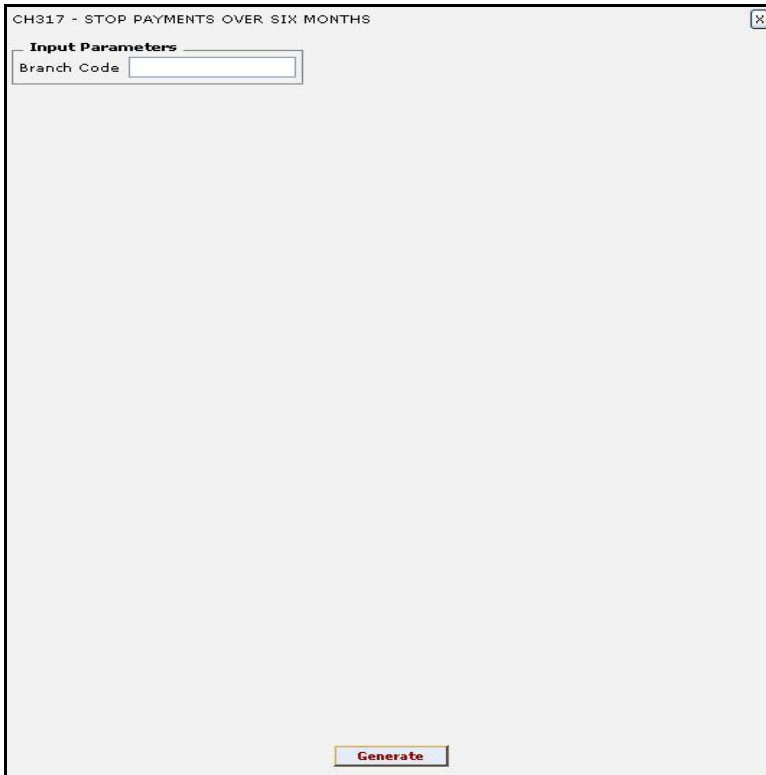 CH317 - STOP PAYMENTS OVER SIX MONTHS
Input Parameters
Branch Code
Generate